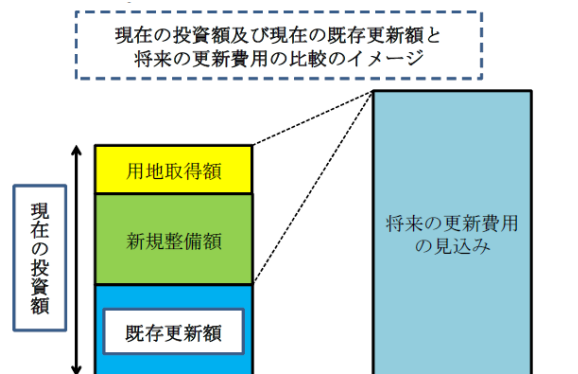 現在の投資額及び現在の既存更新額と
将来の更新費用の比較のイメージ
現在の投資額
用地取得額
新規整備額
既存更新額
将来の更新費用
の見込み